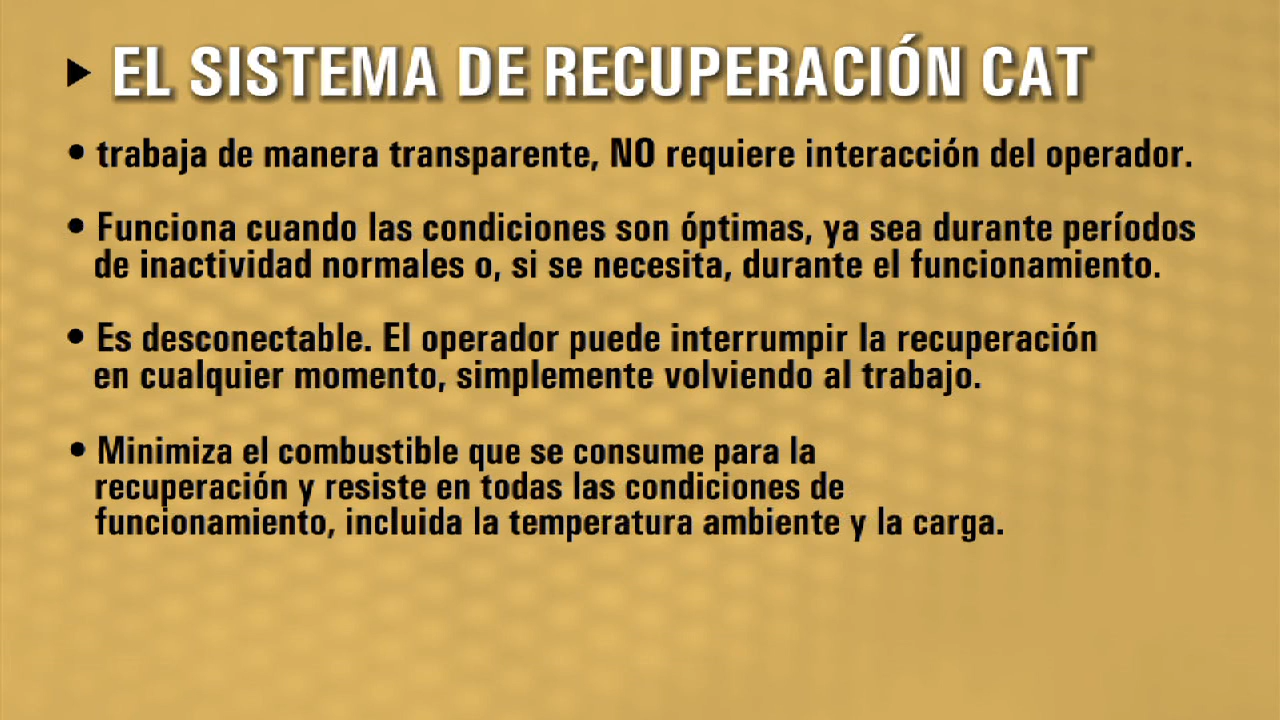 EL SISTEMA DE RECUPERACIÓN CAT
• trabaja de manera transparente, NO requiere interacción del operador.
• Funciona cuando las condiciones son óptimas, ya sea durante períodos
de inactividad normales o, si se necesita, durante el funcionamiento.
• Es desconectable. El operador puede interrumpir la recuperación
en cualquier momento, simplemente volviendo al trabajo.
• Minimiza el combustible que se consume para la
recuperación y resiste en todas las condiciones de
funcionamiento, incluida la temperatura ambiente y la carga.